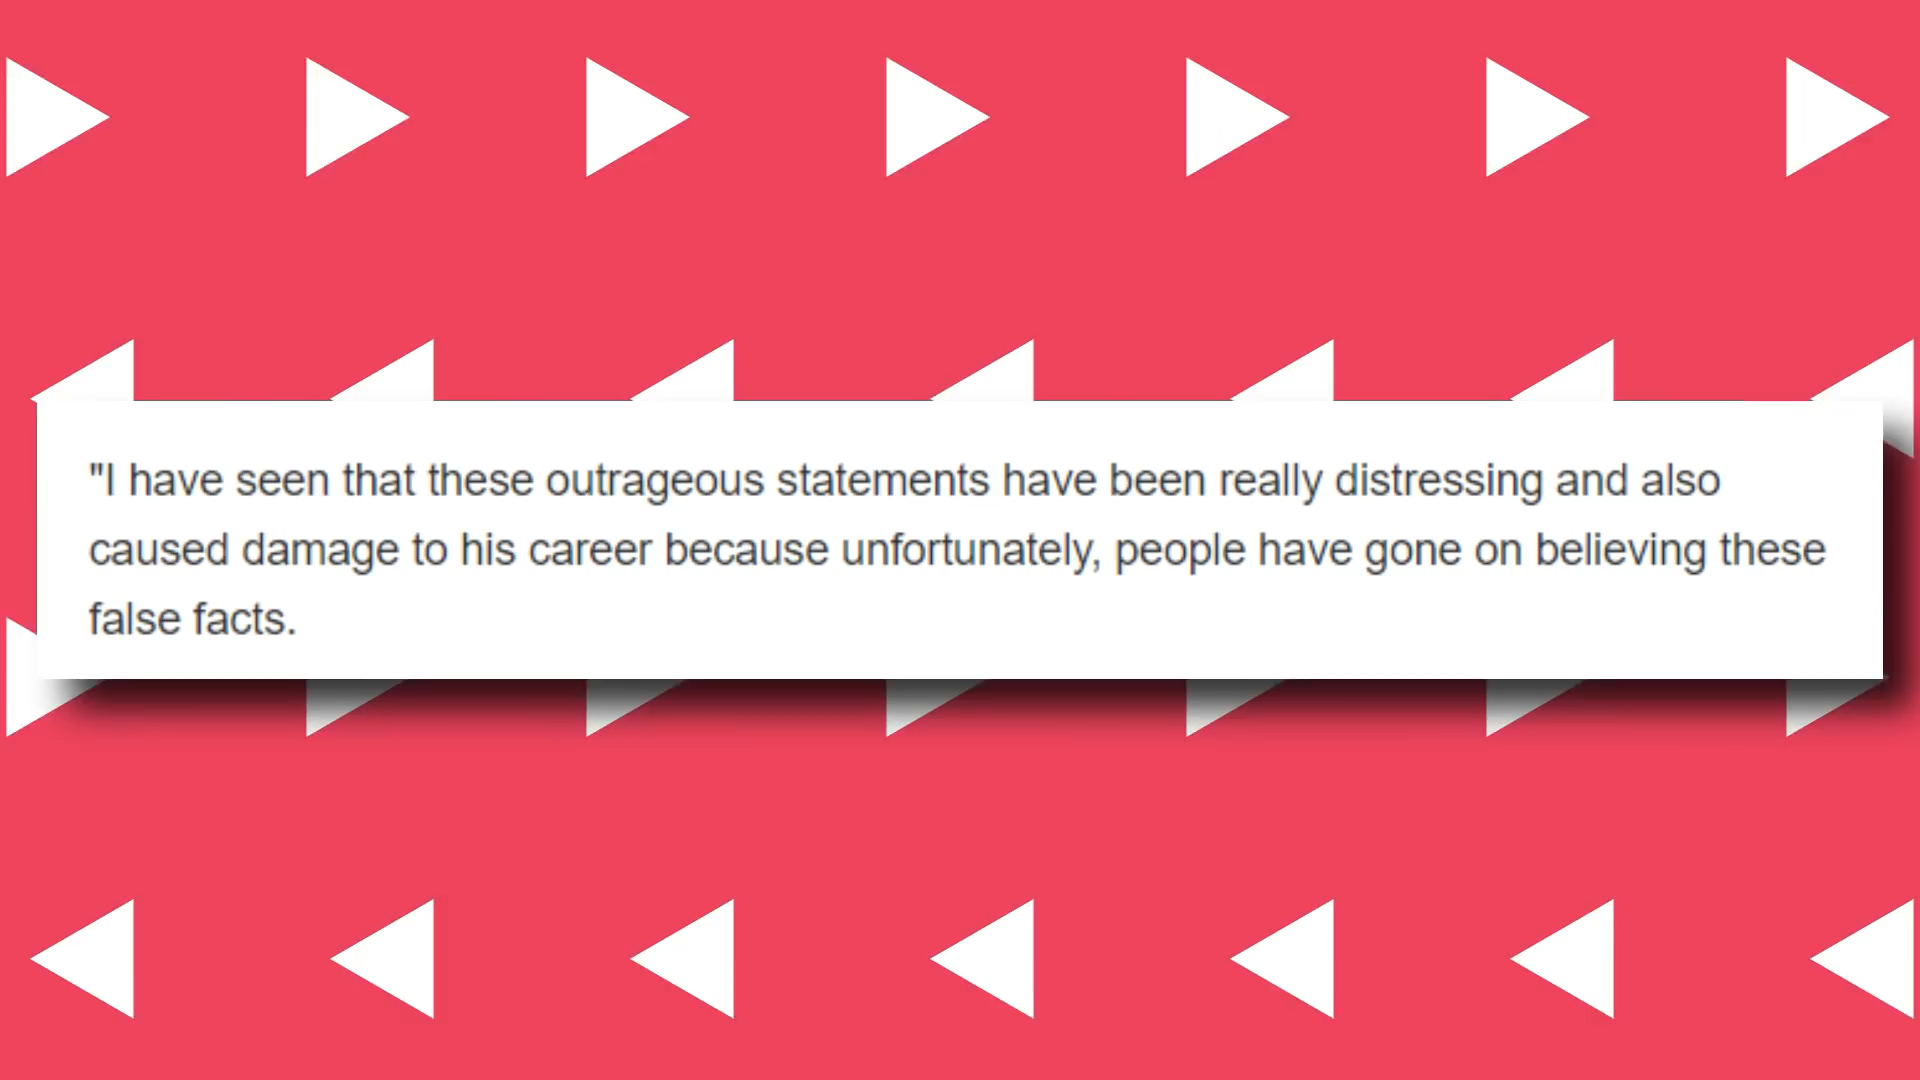 "I have seen that these outrageous statements have been really distressing and also
caused damage to his career because unfortunately, people have gone on believing these
false facts.